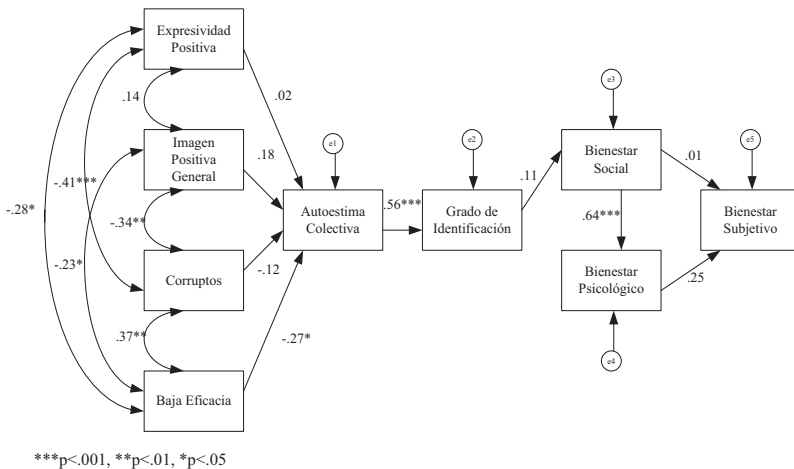 Expresividad
Positiva
.14
.02
Imagen
Positiva
General
.18
-.41***
-.28*
-.34**
-.23*
Corruptos
-.12
.37**
-.27*
Baja Eficacia
e1
Autoestima
Colectiva
.56***
e2
Grado de
Identificación
.11
e3
Bienestar
Social
.01
.64***
e5
Bienestar
Subjetivo
Bienestar
Psicológico
.25
e4
***p<.001, **p<.01, *p<.05